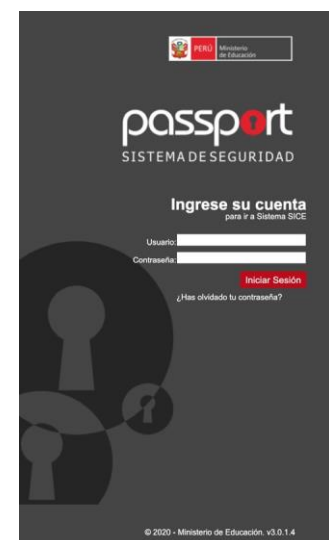 PERÚ
Ministerio
de Educación
passport
SISTEMA DE SEGURIDAD
Ingrese su cuenta
para ir a Sistema SICE
Usuario:
Contraseña:
Iniciar Sesión
¿Has olvidado tu contraseña?
© 2020 - Ministerio de Educación. v3.0.1.4